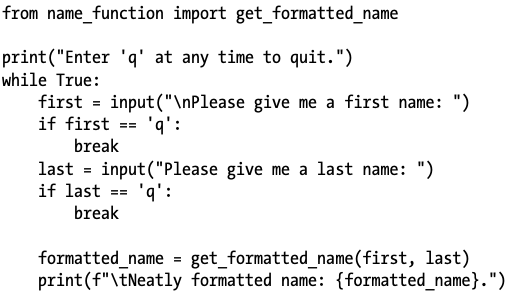 from name_function import get_formatted_name

print("Enter 'q' at any time to quit.")
while True:
    first = input("\nPlease give me a first name: ")
    if first == 'q':
        break
    last = input("Please give me a last name: ")
    if last == 'q':
        break

    formatted_name = get_formatted_name(first, last)
    print(f"\tNeatly formatted name: {formatted_name}.")